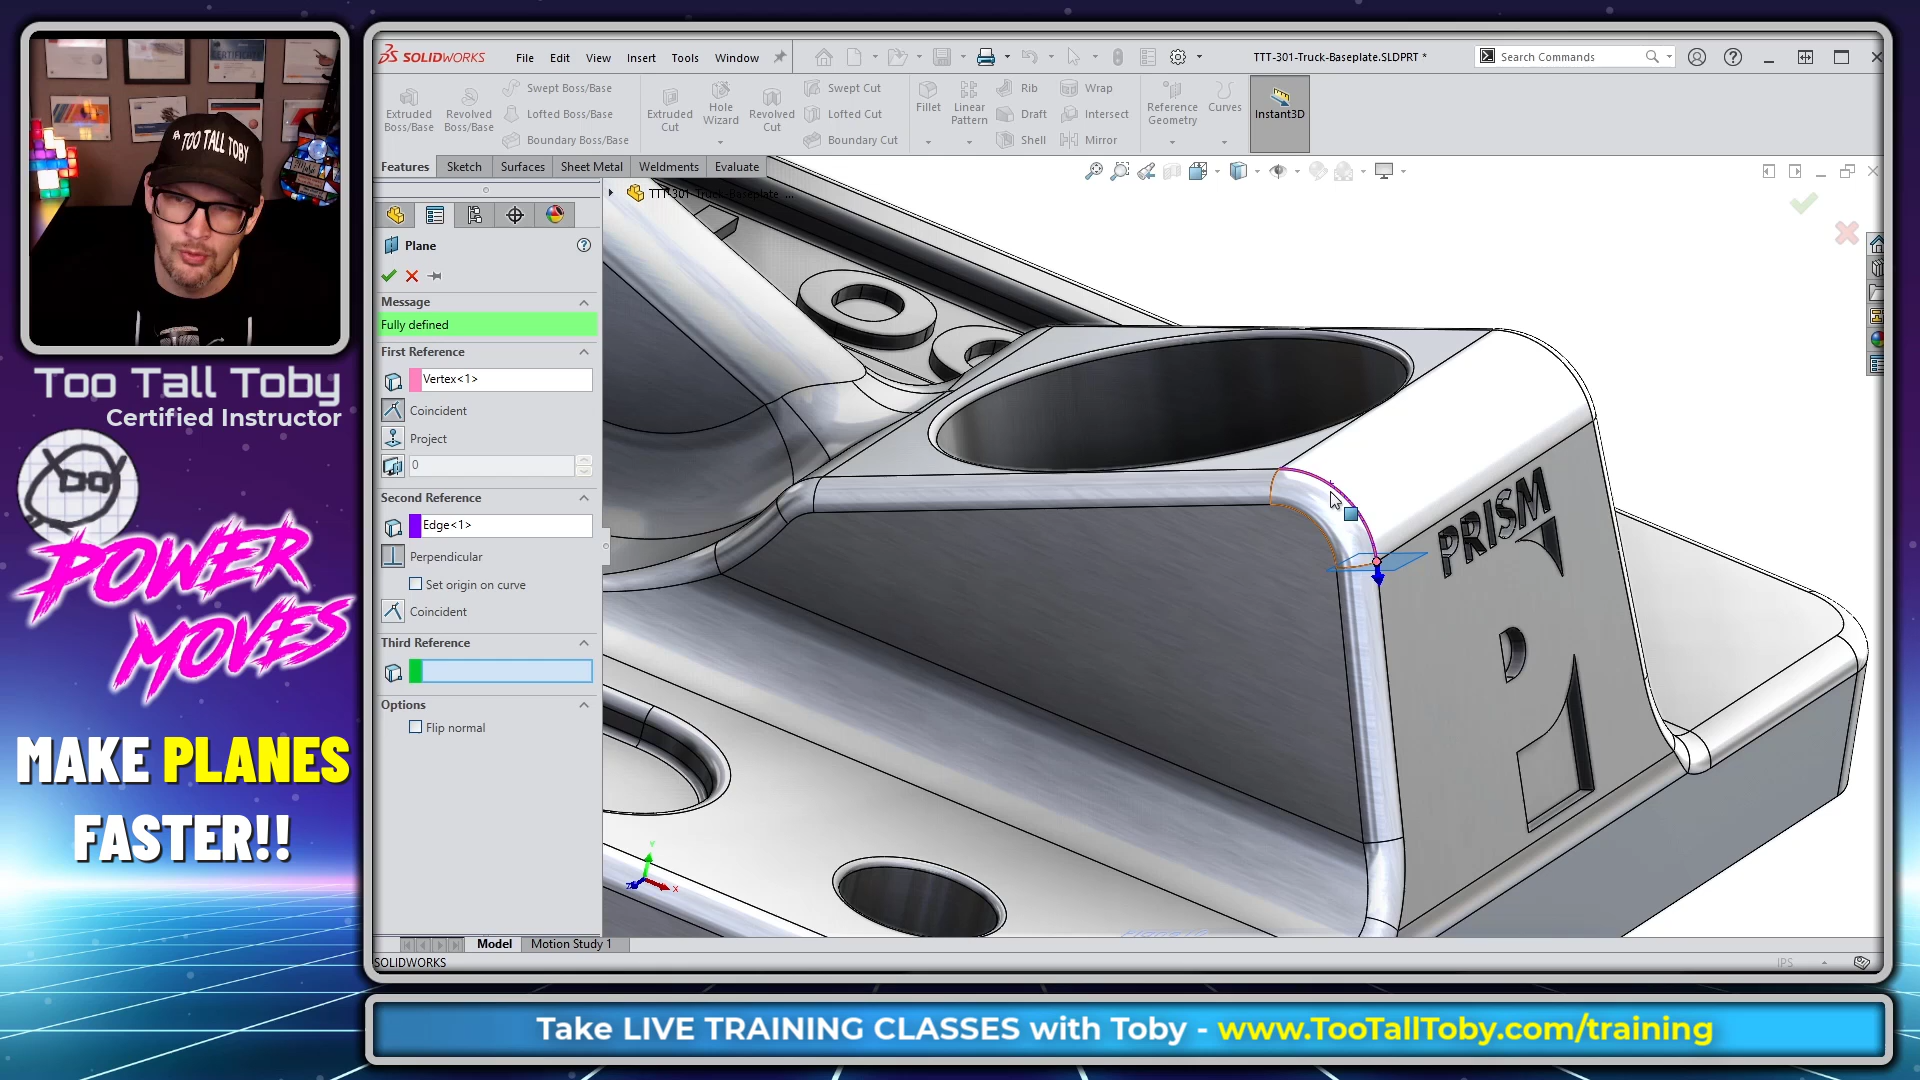 TOO TALL TOBY
Too Tall Toby
Certified Instructor
POWER
MOVES
MAKE PLANES
FASTER!!
SOLIDWORKS
File Edit View Insert Tools Window
TTT-301-Truck-Baseplate.SLDPRT *
Search Commands
Extruded Boss/Base
Revolved Boss/Base
Swept Boss/Base
Lofted Boss/Base
Boundary Boss/Base
Extruded Cut
Hole Wizard
Revolved Cut
Swept Cut
Lofted Cut
Boundary Cut
Fillet
Linear Pattern
Rib
Draft
Shell
Wrap
Intersect
Mirror
Reference Geometry
Curves
Instant3D
Features Sketch Surfaces Sheet Metal Weldments Evaluate
TTT-301-Truck-Baseplate ...
Plane
Message
Fully defined
First Reference
Vertex<1>
Coincident
Project
0
Second Reference
Edge<1>
Perpendicular
Set origin on curve
Coincident
Third Reference
Options
Flip normal
PRISM
Y
X
Z
Model Motion Study 1
SOLIDWORKS
IPS
Take LIVE TRAINING CLASSES with Toby - www.TooTallToby.com/training